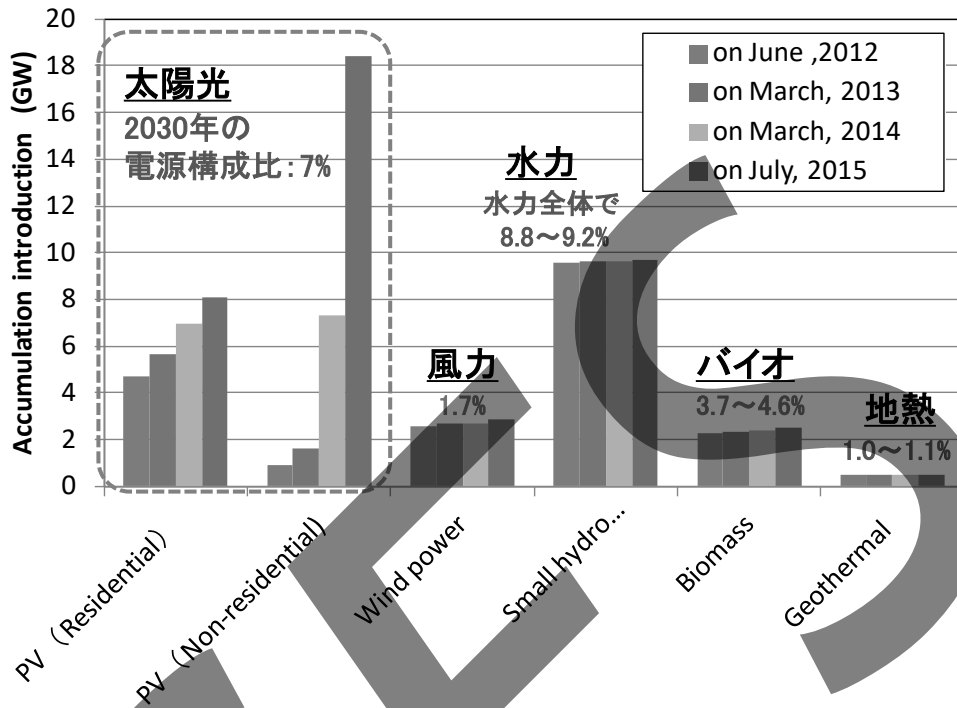 Accumulation introduction (GW)
20
18
16
14
12
10
8
6
4
2
0
太陽光
2030年の
電源構成比:7%
on June ,2012
on March, 2013
on March, 2014
on July, 2015
水力
水力全体で
8.8～9.2%
風力
1.7%
バイオ
3.7～4.6%
地熱
1.0～1.1%
PV（Residential）
PV（Non-residential)
Wind power
Small hydro...
Biomass
Geothermal